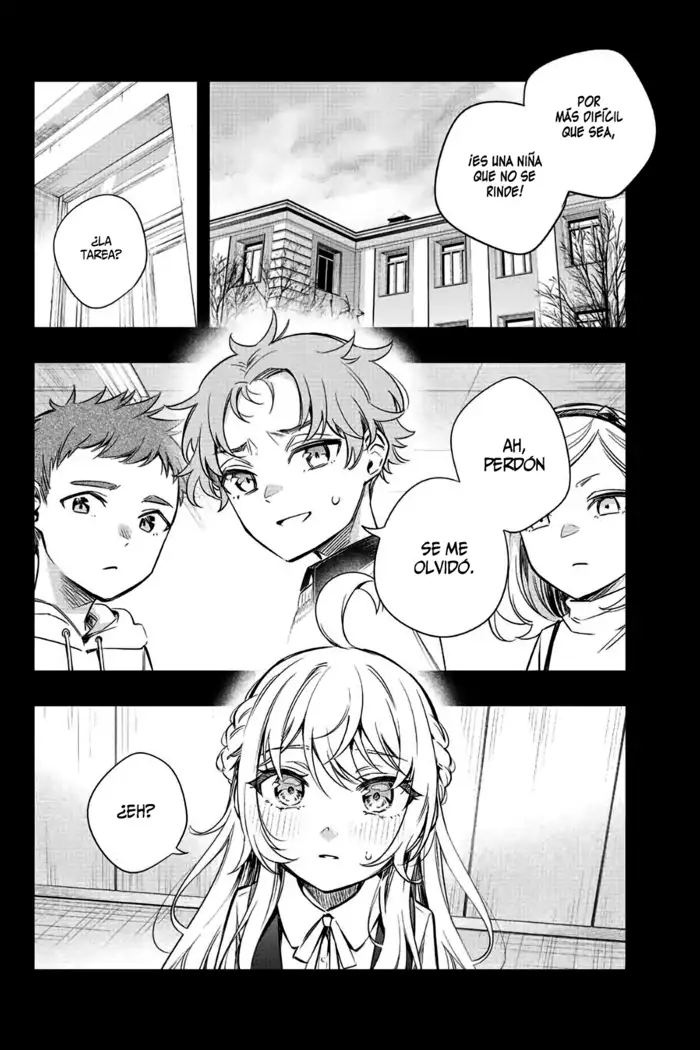 POR
MÁS DIFÍCIL
QUE SEA,
¡ES UNA NIÑA
QUE NO SE
RINDE!
¿LA
TAREA?
AH,
PERDÓN
SE ME
OLVIDÓ.
¿EH?